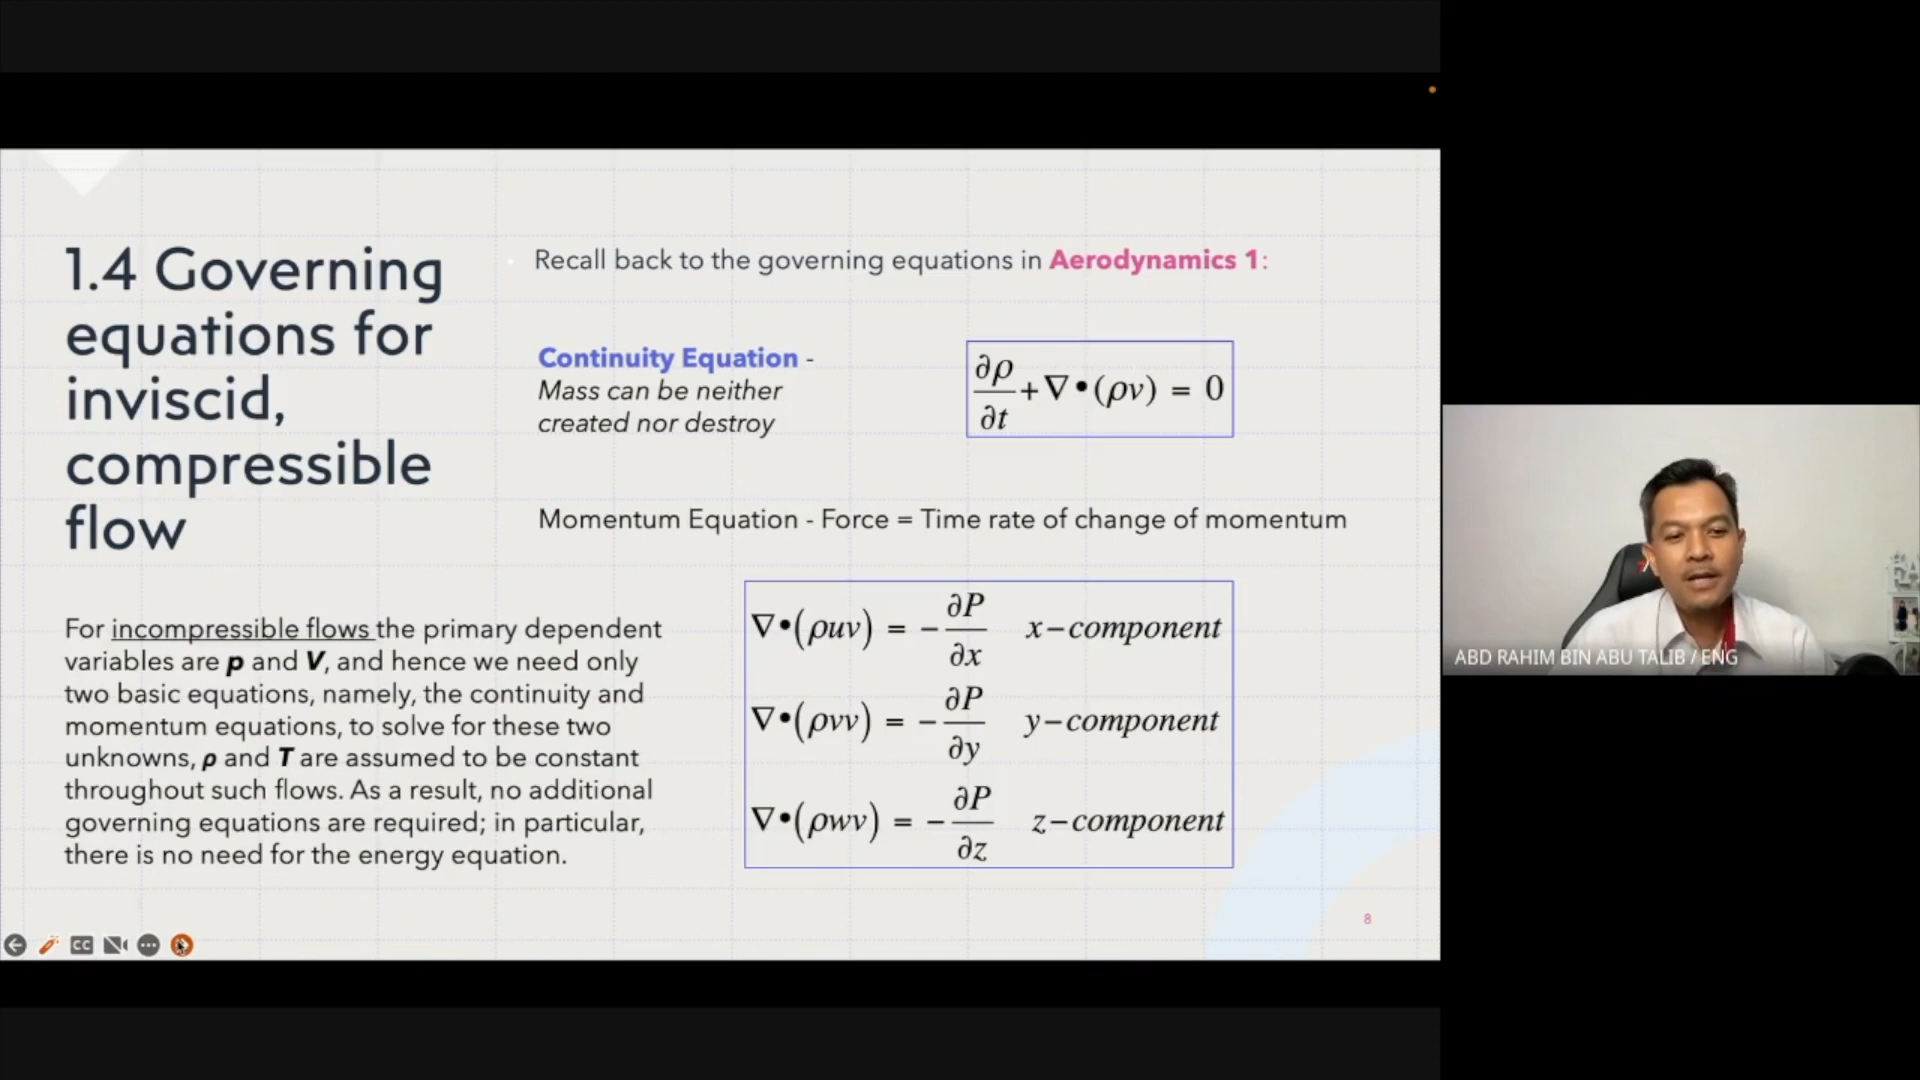 1.4 Governing
equations for
inviscid,
compressible
flow
For incompressible flows the primary dependent
variables are p and V, and hence we need only
two basic equations, namely, the continuity and
momentum equations, to solve for these two
unknowns, ρ and T are assumed to be constant
throughout such flows. As a result, no additional
governing equations are required; in particular,
there is no need for the energy equation.
Recall back to the governing equations in Aerodynamics 1:
Continuity Equation -
Mass can be neither
created nor destroy
∂ρ/∂t + ∇•(ρv) = 0
Momentum Equation - Force = Time rate of change of momentum
∇•(ρuv) = −∂P/∂x x−component
∇•(ρvv) = −∂P/∂y y−component
∇•(ρwv) = −∂P/∂z z−component
8
CC
ABD RAHIM BIN ABU TALIB / ENG